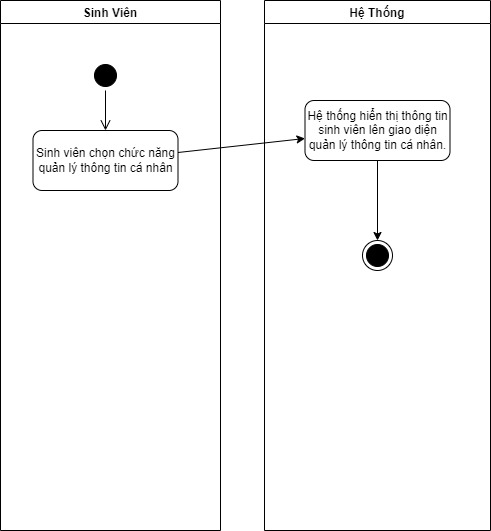 Sinh Viên
Hệ Thống
Sinh viên chọn chức năng
quản lý thông tin cá nhân
Hệ thống hiển thị thông tin
sinh viên lên giao diện
quản lý thông tin cá nhân.